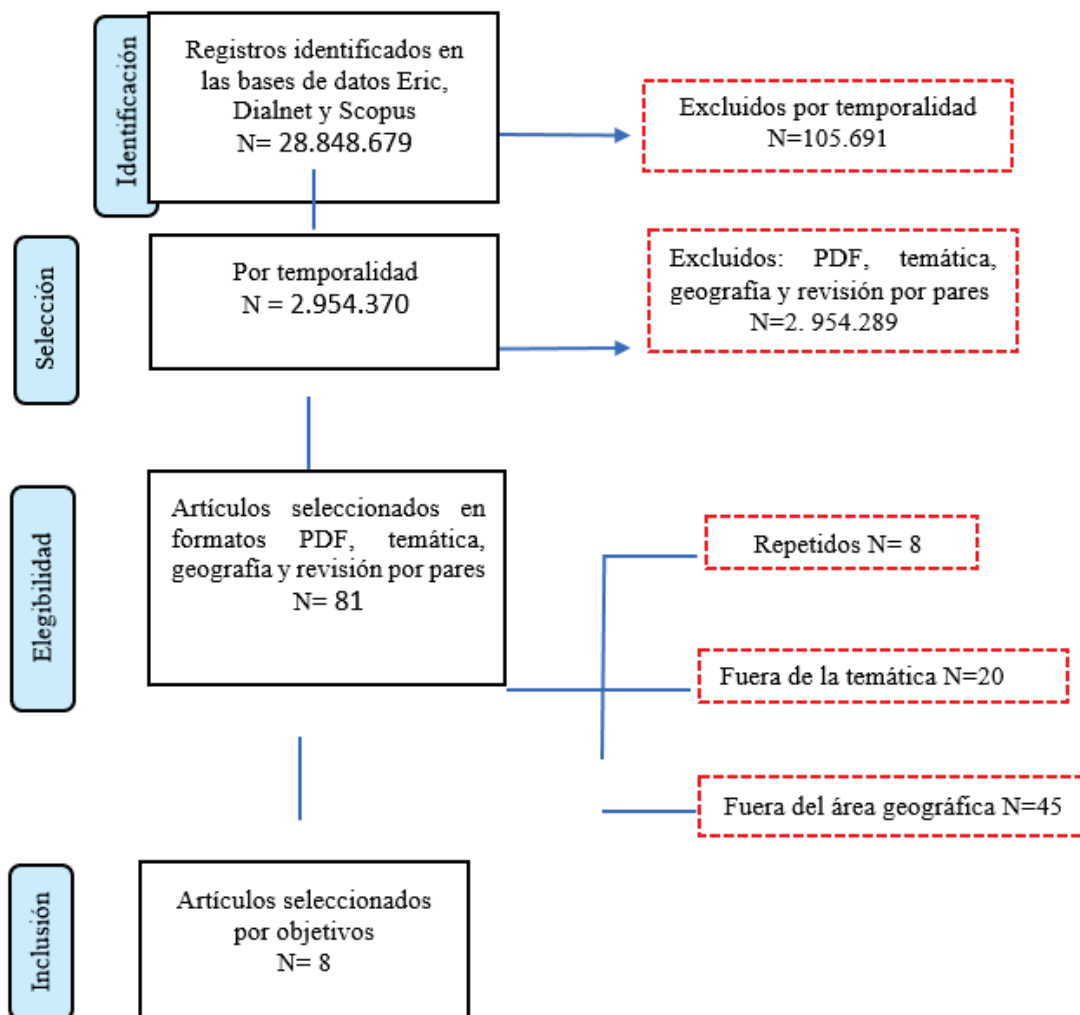 Identificación
Registros identificados en
las bases de datos Eric,
Dialnet y Scopus
N= 28.848.679
Excluidos por temporalidad
N=105.691
Selección
Por temporalidad
N = 2.954.370
Excluidos: PDF, temática,
geografía y revisión por pares
N=2. 954.289
Elegibilidad
Artículos seleccionados en
formatos PDF, temática,
geografía y revisión por pares
N= 81
Repetidos N= 8
Fuera de la temática N=20
Fuera del área geográfica N=45
Inclusión
Artículos seleccionados
por objetivos
N= 8